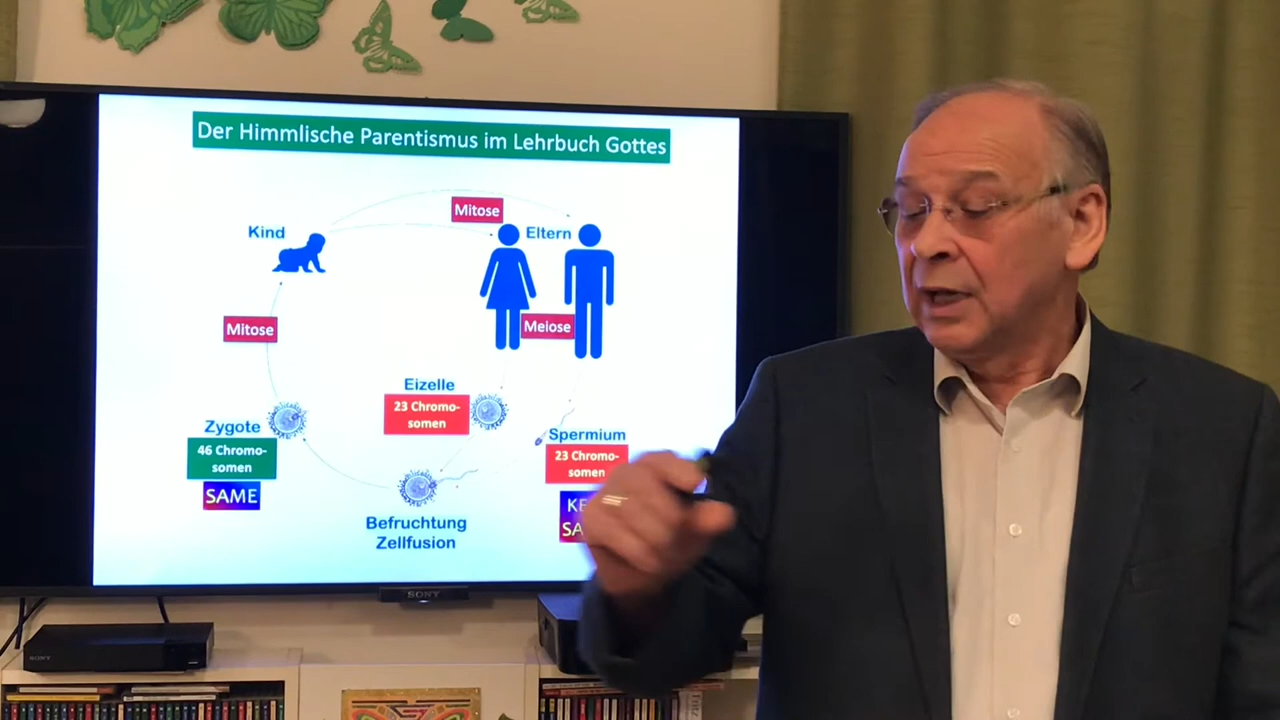 Der Himmlische Parentismus im Lehrbuch Gottes
Mitose
Kind
Eltern
Mitose
Meiose
Eizelle
23 Chromo-
somen
Zygote
46 Chromo-
somen
SAME
Spermium
23 Chromo-
somen
Befruchtung
Zellfusion
SONY
SONY